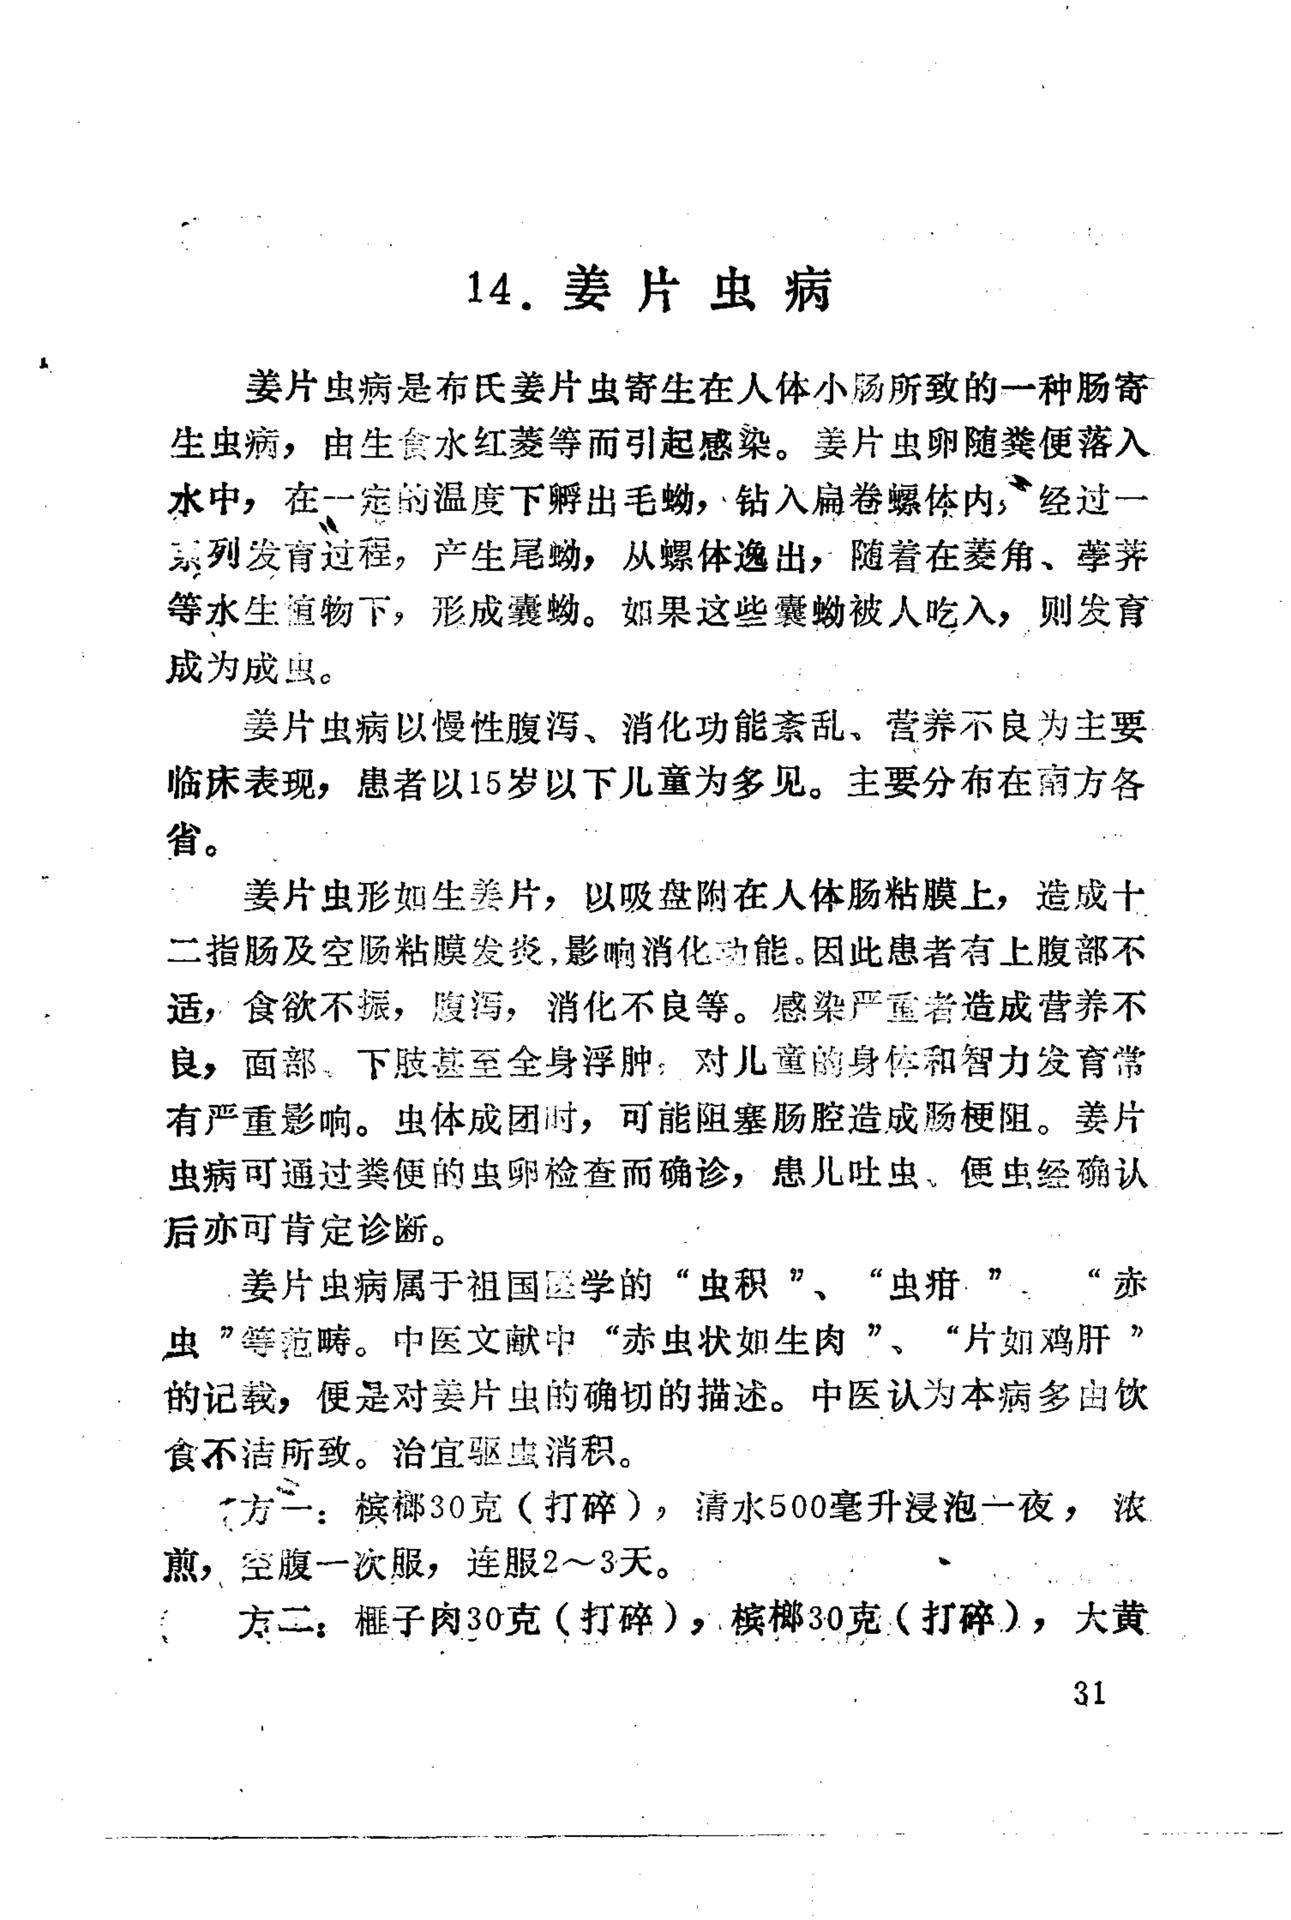 14. 姜片虫病
姜片虫病是布氏姜片虫寄生在人体小肠所致的一种肠寄
生虫病，由生食水红菱等而引起感染。姜片虫卵随粪便落入
水中，在一定的温度下孵出毛蚴，钻入扁卷螺体内，经过一
系列发育过程，产生尾蚴，从螺体逸出，随着在菱角、荸荠
等水生植物下，形成囊蚴。如果这些囊蚴被人吃入，则发育
成为成虫。
姜片虫病以慢性腹泻、消化功能紊乱、营养不良为主要
临床表现，患者以15岁以下儿童为多见。主要分布在南方各
省。
姜片虫形如生姜片，以吸盘附在人体肠粘膜上，造成十
二指肠及空肠粘膜发炎，影响消化功能。因此患者有上腹部不
适，食欲不振，腹泻，消化不良等。感染严重者造成营养不
良，面部、下肢甚至全身浮肿；对儿童的身体和智力发育常
有严重影响。虫体成团时，可能阻塞肠腔造成肠梗阻。姜片
虫病可通过粪便的虫卵检查而确诊，患儿吐虫、便虫经确认
后亦可肯定诊断。
姜片虫病属于祖国医学的“虫积”、“虫疳”、“赤
虫”等范畴。中医文献中“赤虫状如生肉”、“片如鸡肝”
的记载，便是对姜片虫的确切的描述。中医认为本病多由饮
食不洁所致。治宜驱虫消积。
方一：槟榔30克（打碎），清水500毫升浸泡一夜，浓
煎，空腹一次服，连服2～3天。
方二：榧子肉30克（打碎），槟榔30克（打碎），大黄
31